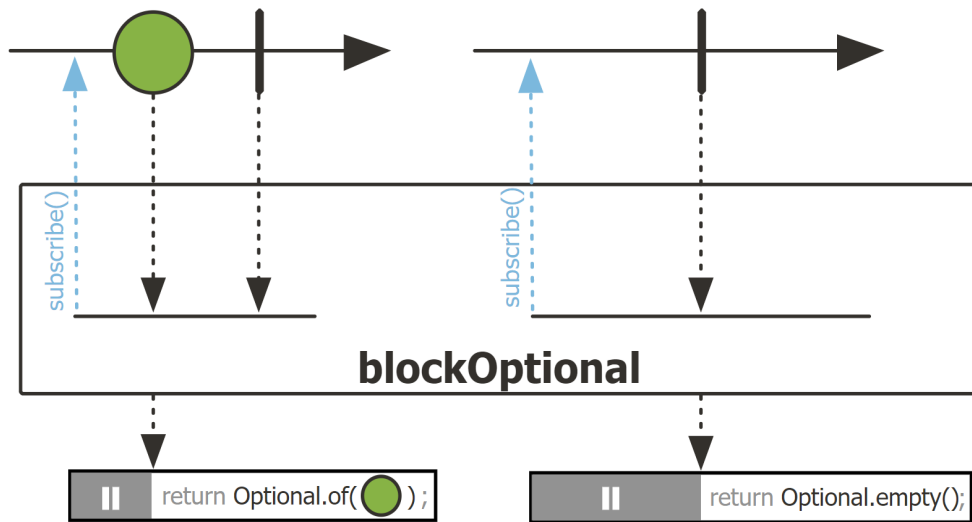 subscribe()
subscribe()
blockOptional
return Optional.of( ) ;
return Optional.empty();